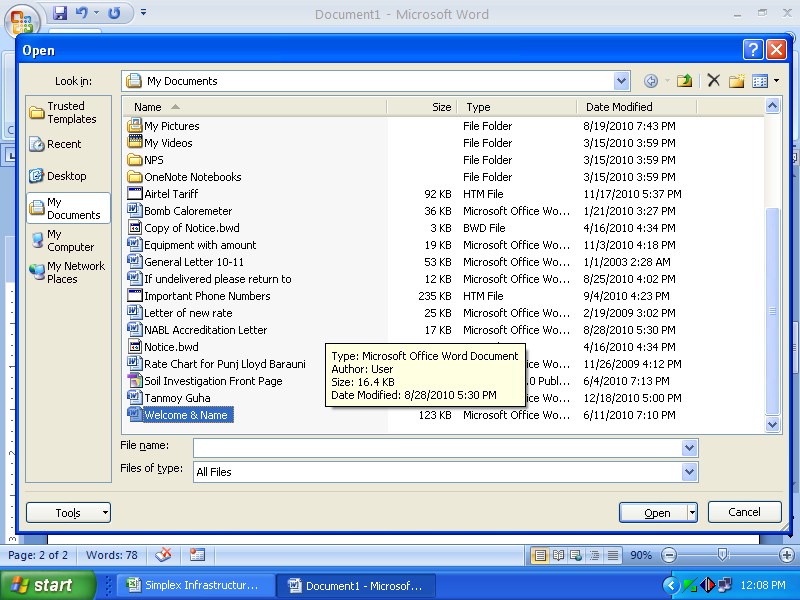 Document1 - Microsoft Word
Open
Look in: My Documents
Trusted Templates
Recent
Desktop
My Documents
My Computer
My Network Places
Name Size Type Date Modified
My Pictures File Folder 8/19/2010 7:43 PM
My Videos File Folder 3/15/2010 3:59 PM
NPS File Folder 3/15/2010 3:59 PM
OneNote Notebooks File Folder 3/15/2010 3:59 PM
Airtel Tariff 92 KB HTM File 11/17/2010 5:37 PM
Bomb Caloremeter 36 KB Microsoft Office Wo... 1/21/2010 3:27 PM
Copy of Notice.bwd 3 KB BWD File 4/16/2010 4:34 PM
Equipment with amount 19 KB Microsoft Office Wo... 11/3/2010 4:18 PM
General Letter 10-11 53 KB Microsoft Office Wo... 1/1/2003 2:28 AM
If undelivered please return to 12 KB Microsoft Office Wo... 8/25/2010 4:02 PM
Important Phone Numbers 235 KB HTM File 9/4/2010 4:23 PM
Letter of new rate 25 KB Microsoft Office Wo... 2/19/2009 3:02 PM
NABL Accreditation Letter 17 KB Microsoft Office Wo... 8/28/2010 5:30 PM
Notice.bwd 4/16/2010 4:34 PM
Rate Chart for Punj Lloyd Barauni Wo... 11/26/2009 4:12 PM
Soil Investigation Front Page .0 Publ... 6/4/2010 7:13 PM
Tanmoy Guha Wo... 12/18/2010 5:00 PM
Welcome & Name 123 KB Microsoft Office Wo... 6/11/2010 7:10 PM
Type: Microsoft Office Word Document
Author: User
Size: 16.4 KB
Date Modified: 8/28/2010 5:30 PM
File name:
Files of type: All Files
Tools Open Cancel
Page: 2 of 2 Words: 78 90%
start Simplex Infrastructur... Document1 - Microsof... 12:08 PM